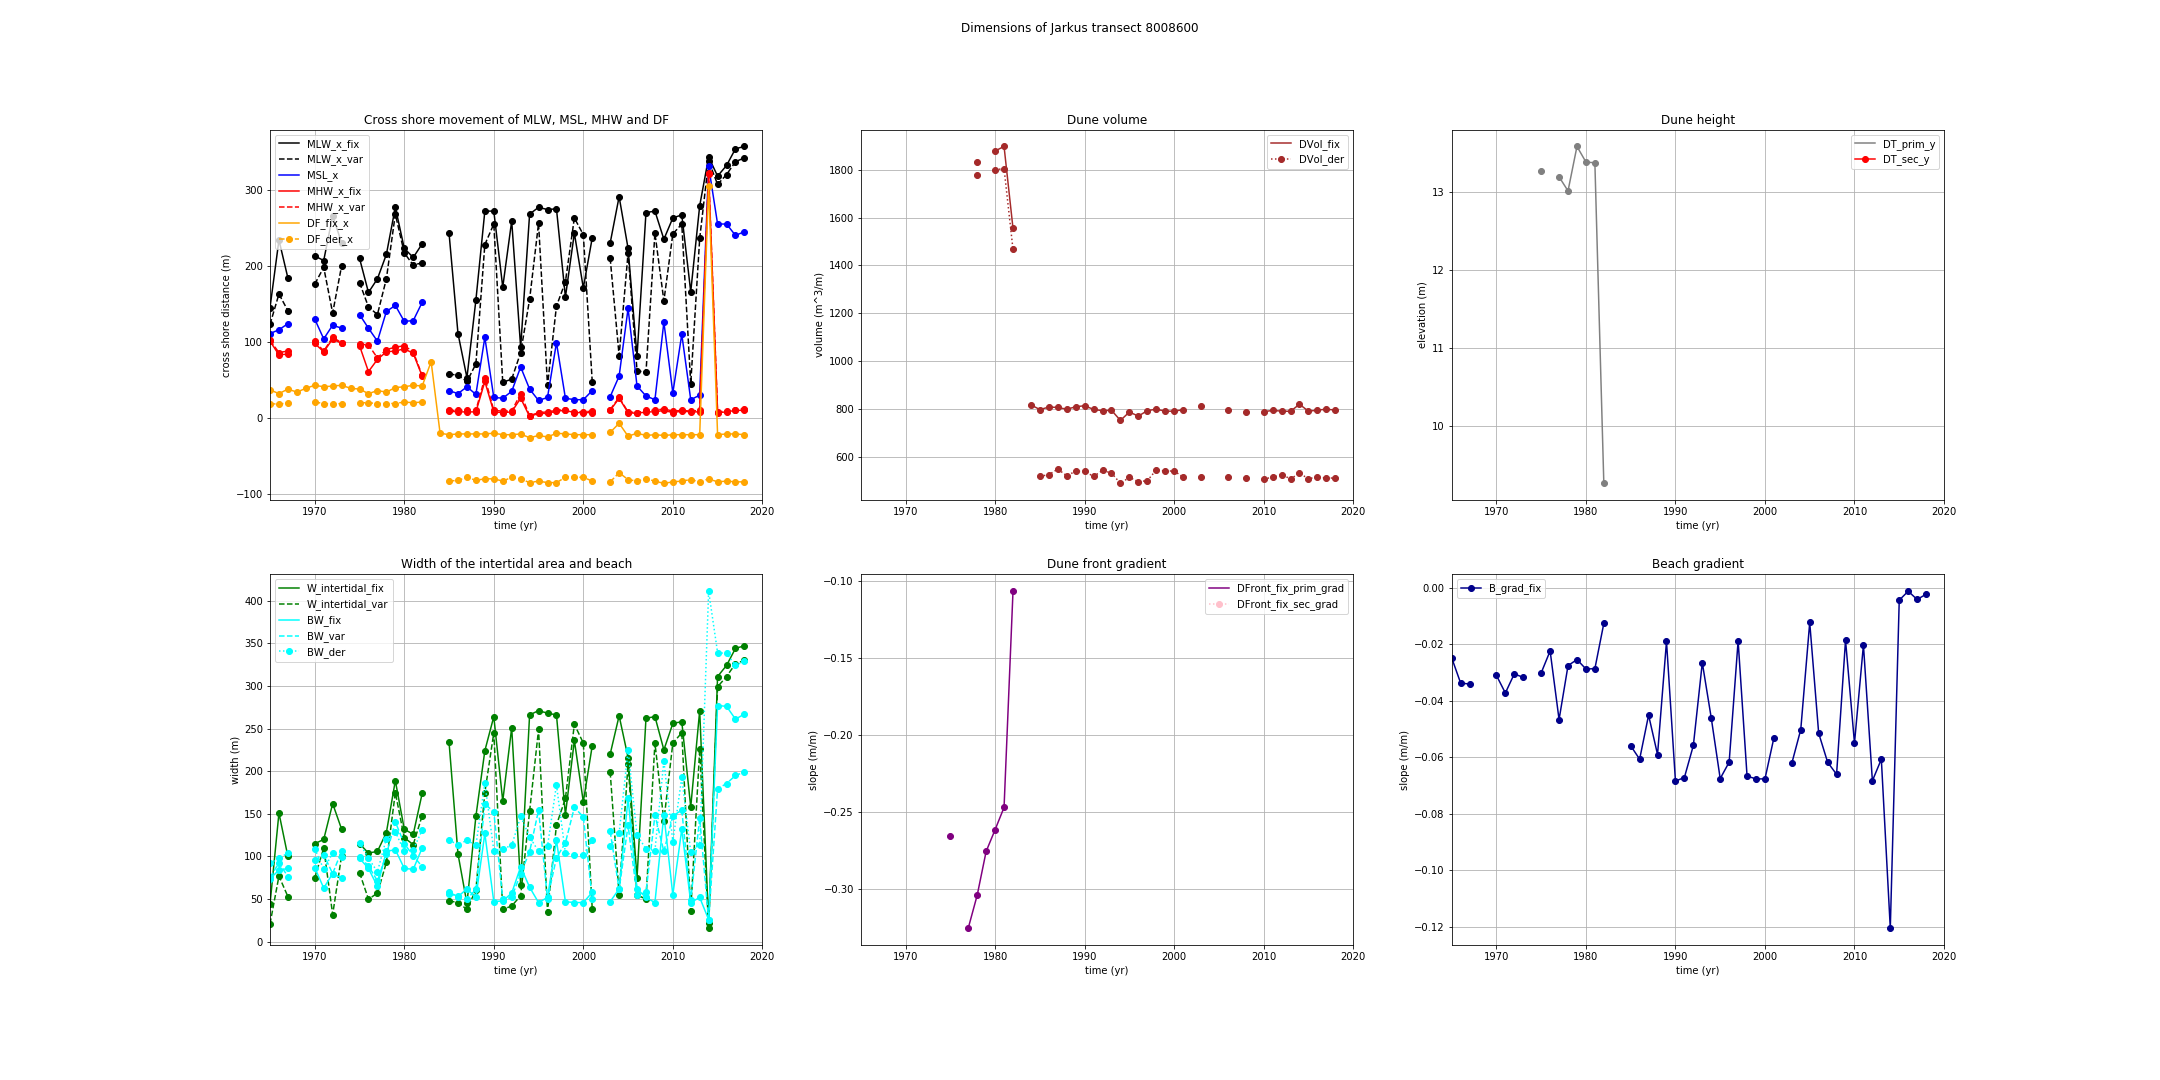 Dimensions of Jarkus transect 8008600
Cross shore movement of MLW, MSL, MHW and DF
MLW_x_fix
MLW_x_var
MSL_x
MHW_x_fix
MHW_x_var
DF_fix_x
DF_der_x
300
200
100
0
−100
cross shore distance (m)
1970 1980 1990 2000 2010 2020
time (yr)
Dune volume
DVol_fix
DVol_der
1800
1600
1400
1200
1000
800
600
volume (m^3/m)
1970 1980 1990 2000 2010 2020
time (yr)
Dune height
DT_prim_y
DT_sec_y
13
12
11
10
elevation (m)
1970 1980 1990 2000 2010 2020
time (yr)
Width of the intertidal area and beach
W_intertidal_fix
W_intertidal_var
BW_fix
BW_var
BW_der
400
350
300
250
200
150
100
50
0
width (m)
1970 1980 1990 2000 2010 2020
time (yr)
Dune front gradient
DFront_fix_prim_grad
DFront_fix_sec_grad
−0.10
−0.15
−0.20
−0.25
−0.30
slope (m/m)
1970 1980 1990 2000 2010 2020
time (yr)
Beach gradient
B_grad_fix
0.00
−0.02
−0.04
−0.06
−0.08
−0.10
−0.12
slope (m/m)
1970 1980 1990 2000 2010 2020
time (yr)